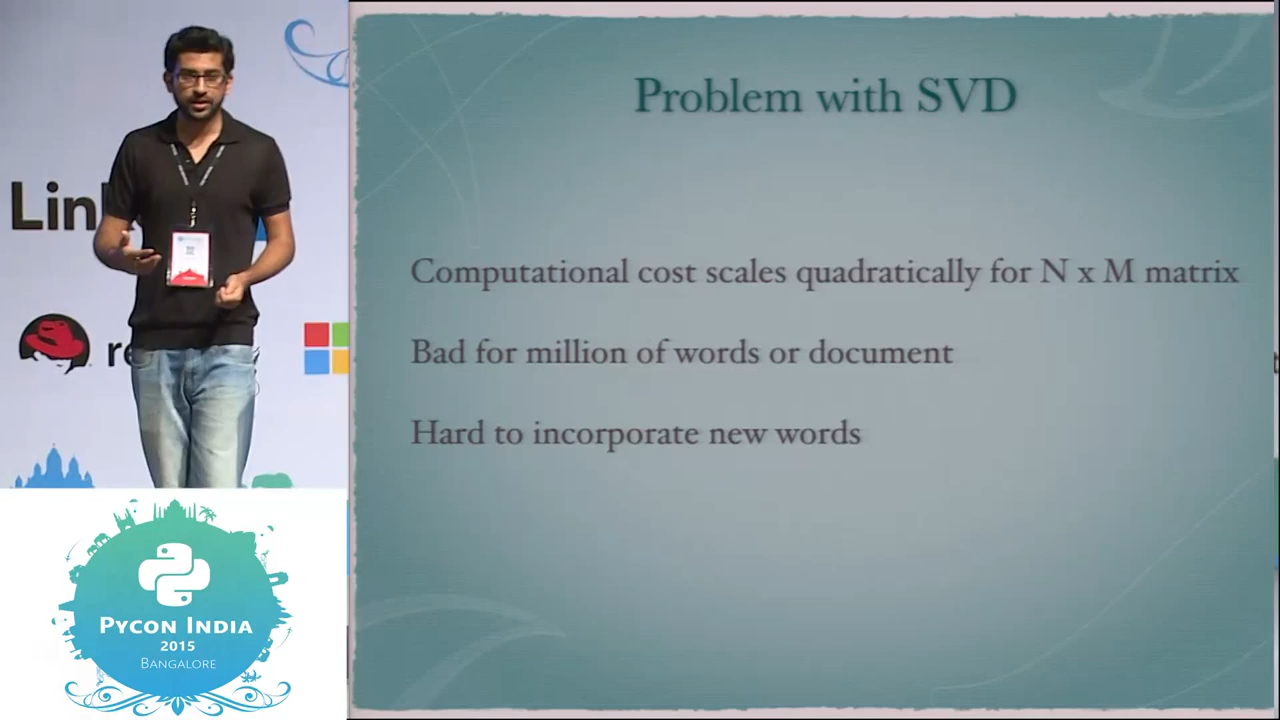 Problem with SVD
Computational cost scales quadratically for N x M matrix
Bad for million of words or document
Hard to incorporate new words
Lin
re
PYCON INDIA
2015
BANGALORE